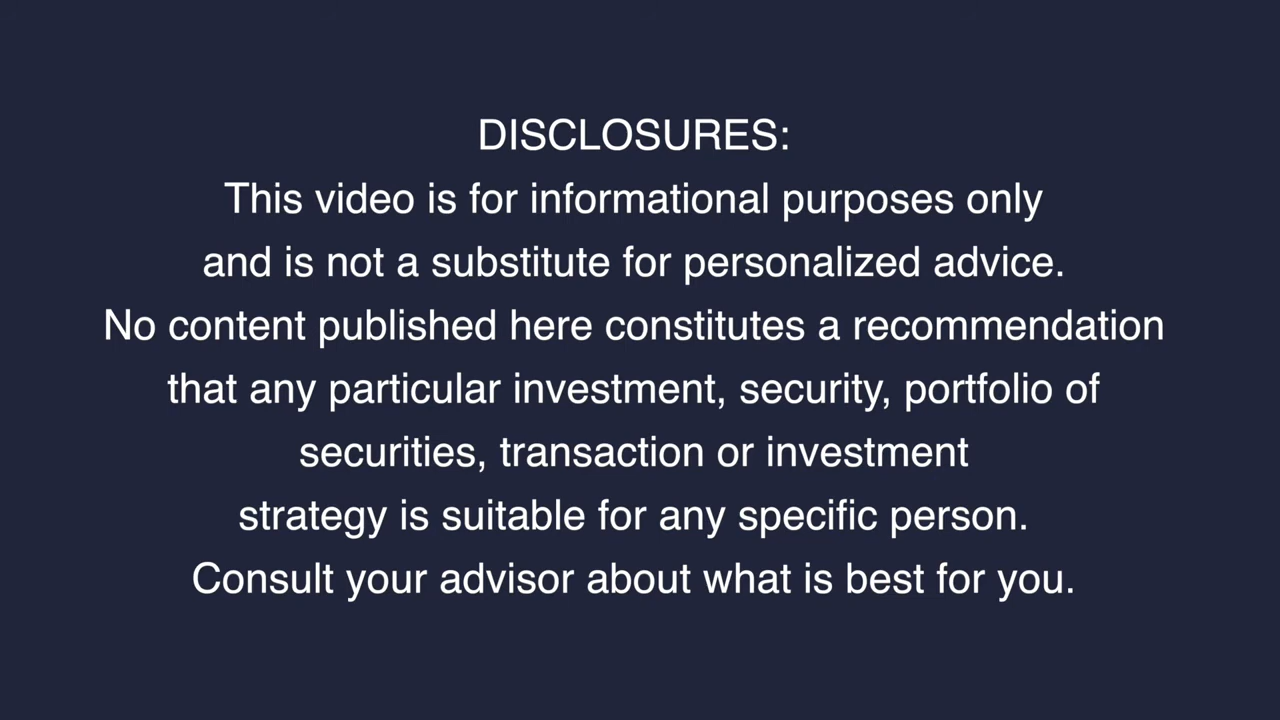 DISCLOSURES:
This video is for informational purposes only
and is not a substitute for personalized advice.
No content published here constitutes a recommendation
that any particular investment, security, portfolio of
securities, transaction or investment
strategy is suitable for any specific person.
Consult your advisor about what is best for you.